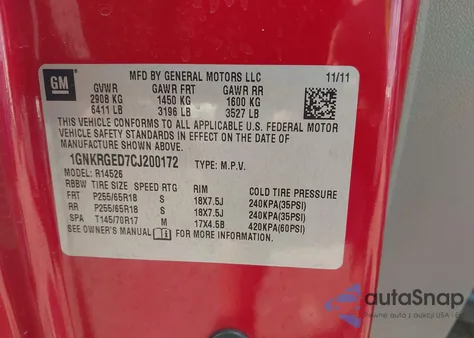 GM
MFD BY GENERAL MOTORS LLC 11/11
GVWR GAWR FRT GAWR RR
2908 KG 1450 KG 1600 KG
6411 LB 3196 LB 3527 LB
THIS VEHICLE CONFORMS TO ALL APPLICABLE U.S. FEDERAL MOTOR
VEHICLE SAFETY STANDARDS IN EFFECT ON THE DATE OF
MANUFACTURE SHOWN ABOVE.
1GNKRGED7CJ200172 TYPE: M.P.V.
MODEL: R14526
RBBW TIRE SIZE SPEED RTG RIM COLD TIRE PRESSURE
FRT P255/65R18 S 18X7.5J 240KPA(35PSI)
RR P255/65R18 S 18X7.5J 240KPA(35PSI)
SPA T145/70R17 M 17X4.5B 420KPA(60PSI)
SEE OWNER'S MANUAL FOR MORE INFORMATION.
autoSnap
z aukcji USA